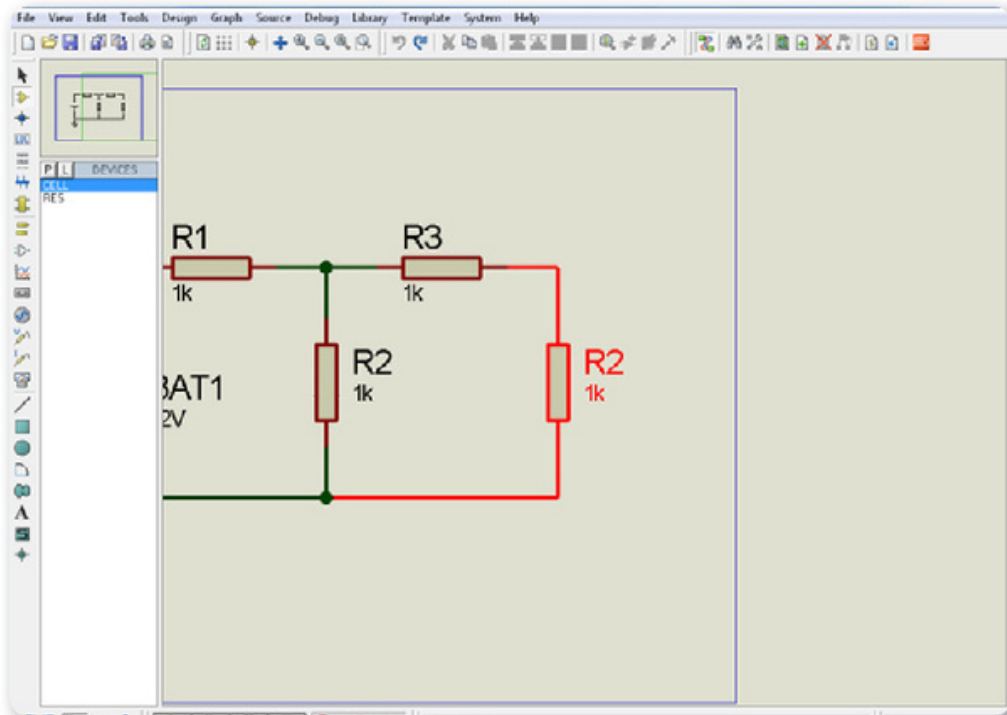 File View Edit Tools Design Graph Source Debug Library Template System Help
P L DEVICES
CELL
RES
R1
1k
R3
1k
R2
1k
R2
1k
BAT1
2V
A